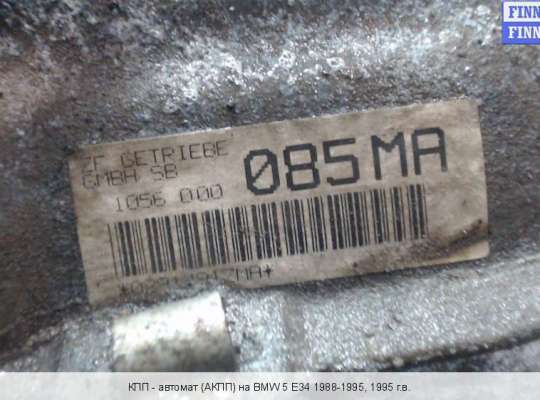 FINN
FINN
ZF GETRIEBE
GMBH SB
085MA
1056 000
КПП - автомат (АКПП) на BMW 5 E34 1988-1995, 1995 г.в.